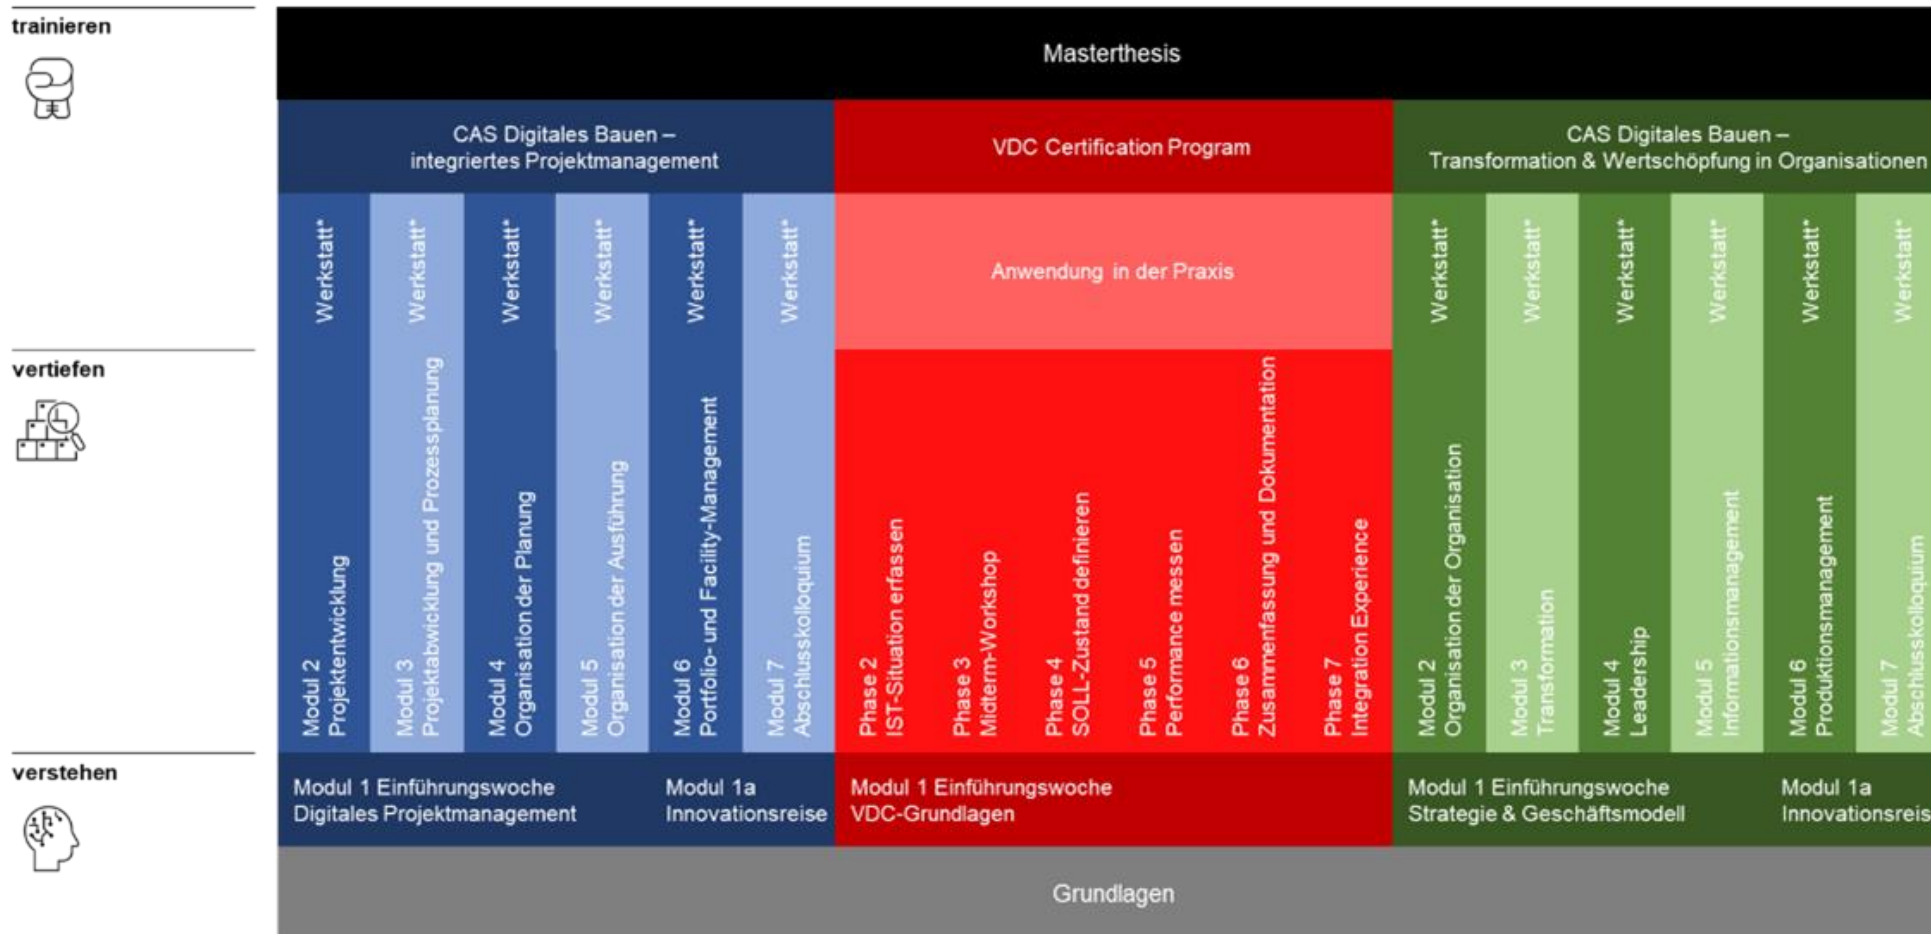 trainieren
Masterthesis
CAS Digitales Bauen –
integriertes Projektmanagement
VDC Certification Program
CAS Digitales Bauen –
Transformation & Wertschöpfung in Organisationen
Werkstatt*
Werkstatt*
Werkstatt*
Werkstatt*
Werkstatt*
Werkstatt*
Anwendung in der Praxis
Werkstatt*
Werkstatt*
Werkstatt*
Werkstatt*
Werkstatt*
Werkstatt*
vertiefen
Modul 2
Projektentwicklung
Modul 3
Projektabwicklung und Prozessplanung
Modul 4
Organisation der Planung
Modul 5
Organisation der Ausführung
Modul 6
Portfolio- und Facility-Management
Modul 7
Abschlusskolloquium
Phase 2
IST-Situation erfassen
Phase 3
Midterm-Workshop
Phase 4
SOLL-Zustand definieren
Phase 5
Performance messen
Phase 6
Zusammenfassung und Dokumentation
Phase 7
Integration Experience
Modul 2
Organisation der Organisation
Modul 3
Transformation
Modul 4
Leadership
Modul 5
Informationsmanagement
Modul 6
Produktionsmanagement
Modul 7
Abschlusskolloquium
verstehen
Modul 1 Einführungswoche
Digitales Projektmanagement
Modul 1a
Innovationsreise
Modul 1 Einführungswoche
VDC-Grundlagen
Modul 1 Einführungswoche
Strategie & Geschäftsmodell
Modul 1a
Innovationsreis
Grundlagen